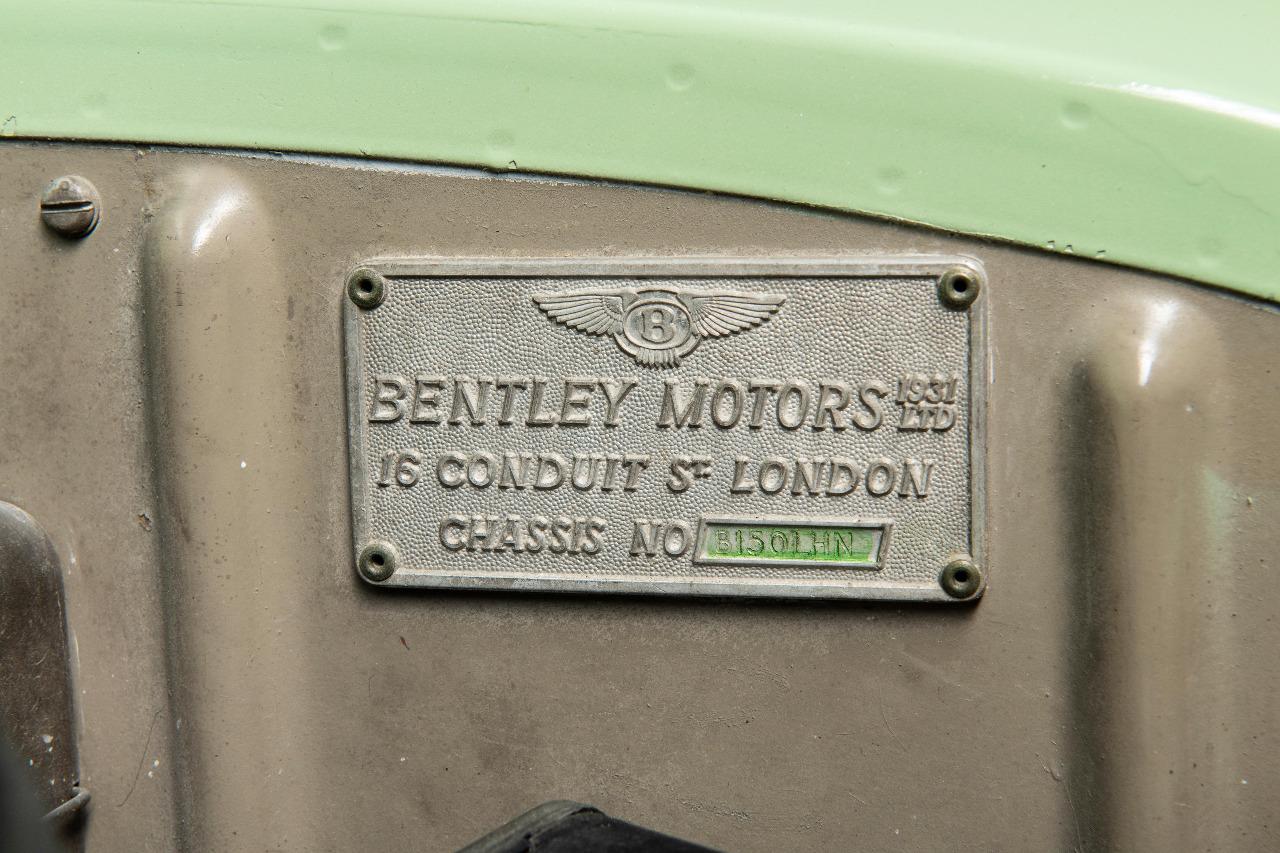 B
BENTLEY MOTORS 1931 LTD
16 CONDUIT ST. LONDON
CHASSIS NO B150LHN